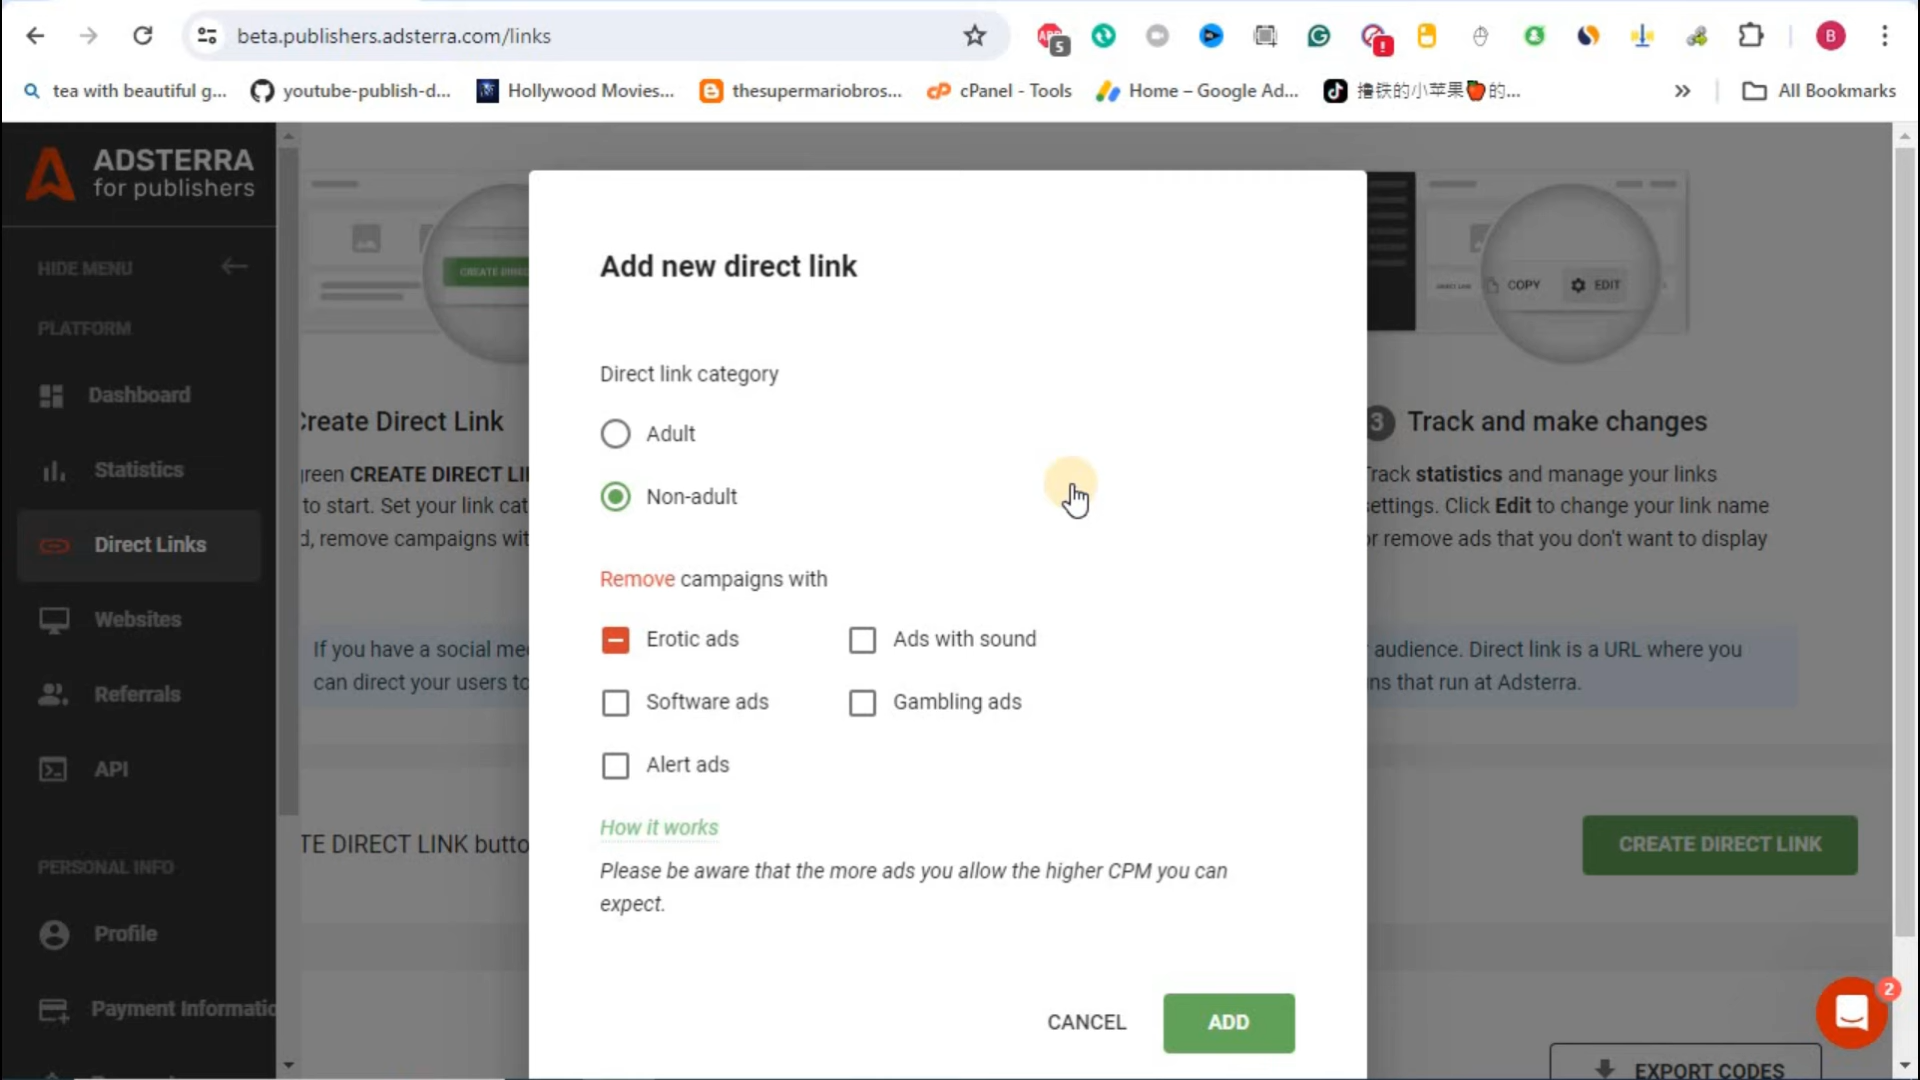 beta.publishers.adsterra.com/links
5
B
tea with beautiful g...
youtube-publish-d...
Hollywood Movies...
thesupermariobros...
cPanel - Tools
Home – Google Ad...
撸铁的小苹果🍎的...
All Bookmarks
ADSTERRA
for publishers
HIDE MENU
PLATFORM
Dashboard
Statistics
Direct Links
Websites
Referrals
API
PERSONAL INFO
Profile
Payment Informatio
Create Direct Link
green CREATE DIRECT LI
to start. Set your link cat
d, remove campaigns wit
If you have a social me
can direct your users to
TE DIRECT LINK butto
Add new direct link
Direct link category
Adult
Non-adult
Remove campaigns with
Erotic ads
Ads with sound
Software ads
Gambling ads
Alert ads
How it works
Please be aware that the more ads you allow the higher CPM you can
expect.
CANCEL
ADD
COPY
EDIT
3 Track and make changes
Track statistics and manage your links
settings. Click Edit to change your link name
or remove ads that you don't want to display
audience. Direct link is a URL where you
ns that run at Adsterra.
CREATE DIRECT LINK
2
EXPORT CODES